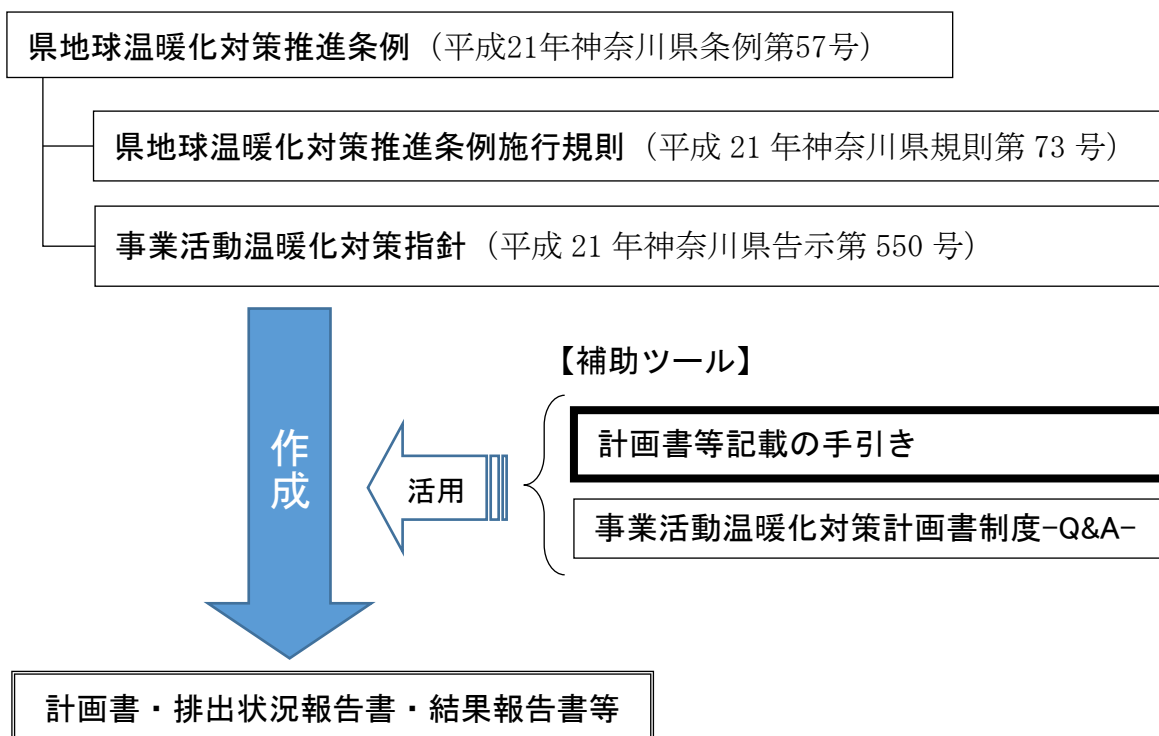 県地球温暖化対策推進条例（平成21年神奈川県条例第57号）
県地球温暖化対策推進条例施行規則（平成 21 年神奈川県規則第 73 号）
事業活動温暖化対策指針（平成 21 年神奈川県告示第 550 号）
【補助ツール】
作成
活用
計画書等記載の手引き
事業活動温暖化対策計画書制度-Q&A-
計画書・排出状況報告書・結果報告書等